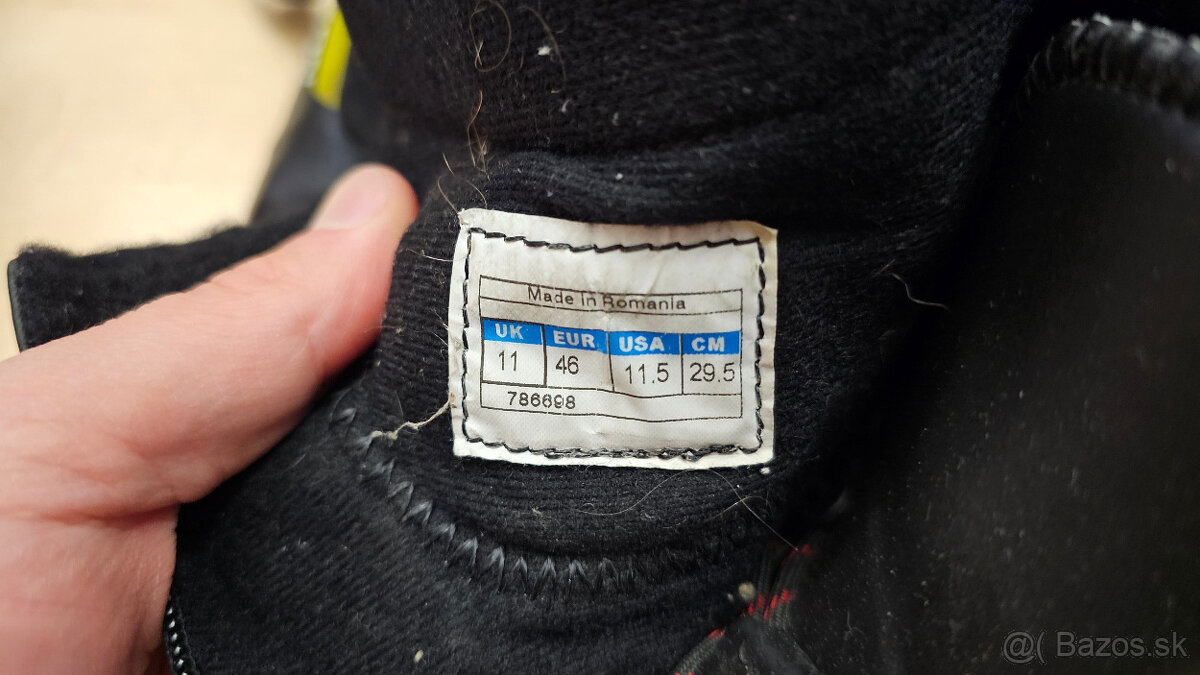 Made in Romania
UK EUR USA CM
11 46 11.5 29.5
786698
@( Bazos.sk